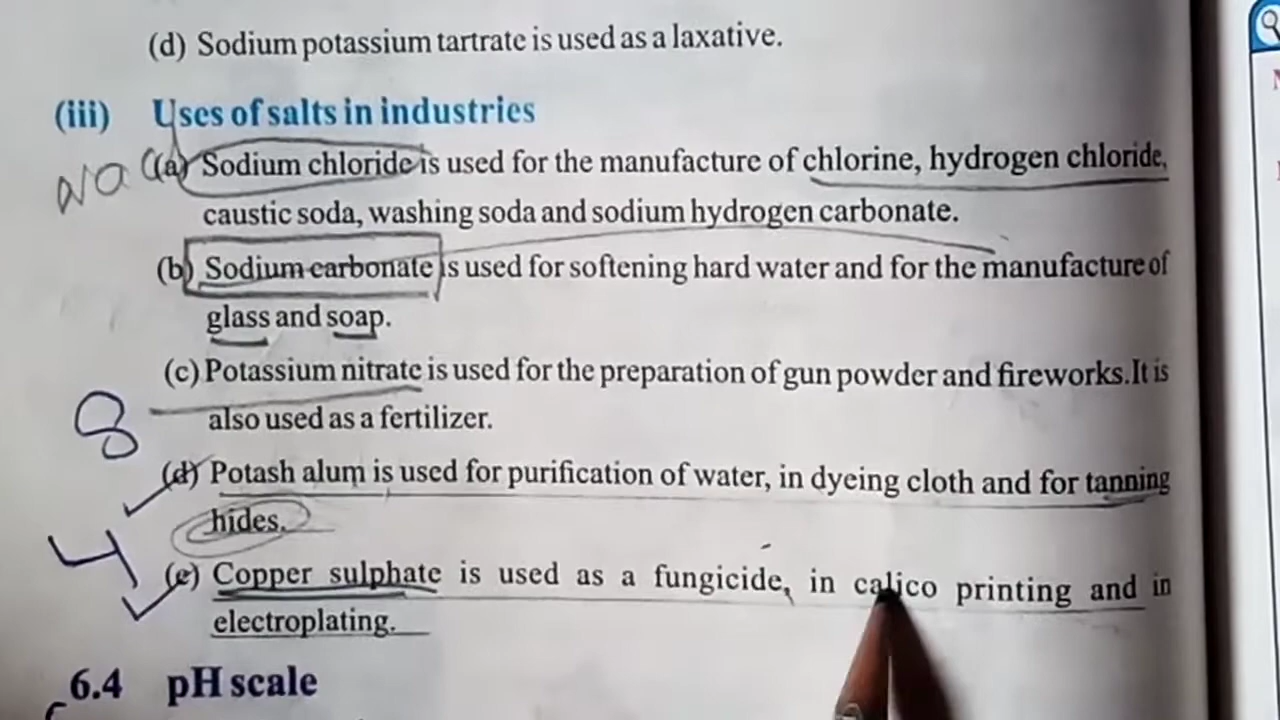 (d) Sodium potassium tartrate is used as a laxative.
(iii) Uses of salts in industries
(a) Sodium chloride is used for the manufacture of chlorine, hydrogen chloride,
caustic soda, washing soda and sodium hydrogen carbonate.
(b) Sodium carbonate is used for softening hard water and for the manufacture of
glass and soap.
(c) Potassium nitrate is used for the preparation of gun powder and fireworks. It is
also used as a fertilizer.
8
(d) Potash alum is used for purification of water, in dyeing cloth and for tanning
hides.
4
(e) Copper sulphate is used as a fungicide, in calico printing and in
electroplating.
6.4 pH scale